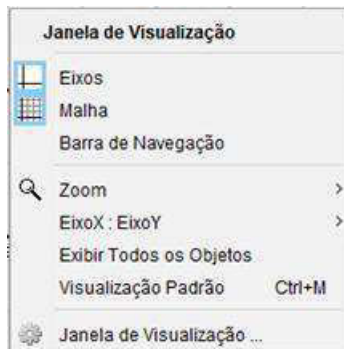 Janela de Visualização
Eixos
Malha
Barra de Navegação
Zoom
EixoX : EixoY
Exibir Todos os Objetos
Visualização Padrão Ctrl+M
Janela de Visualização ...